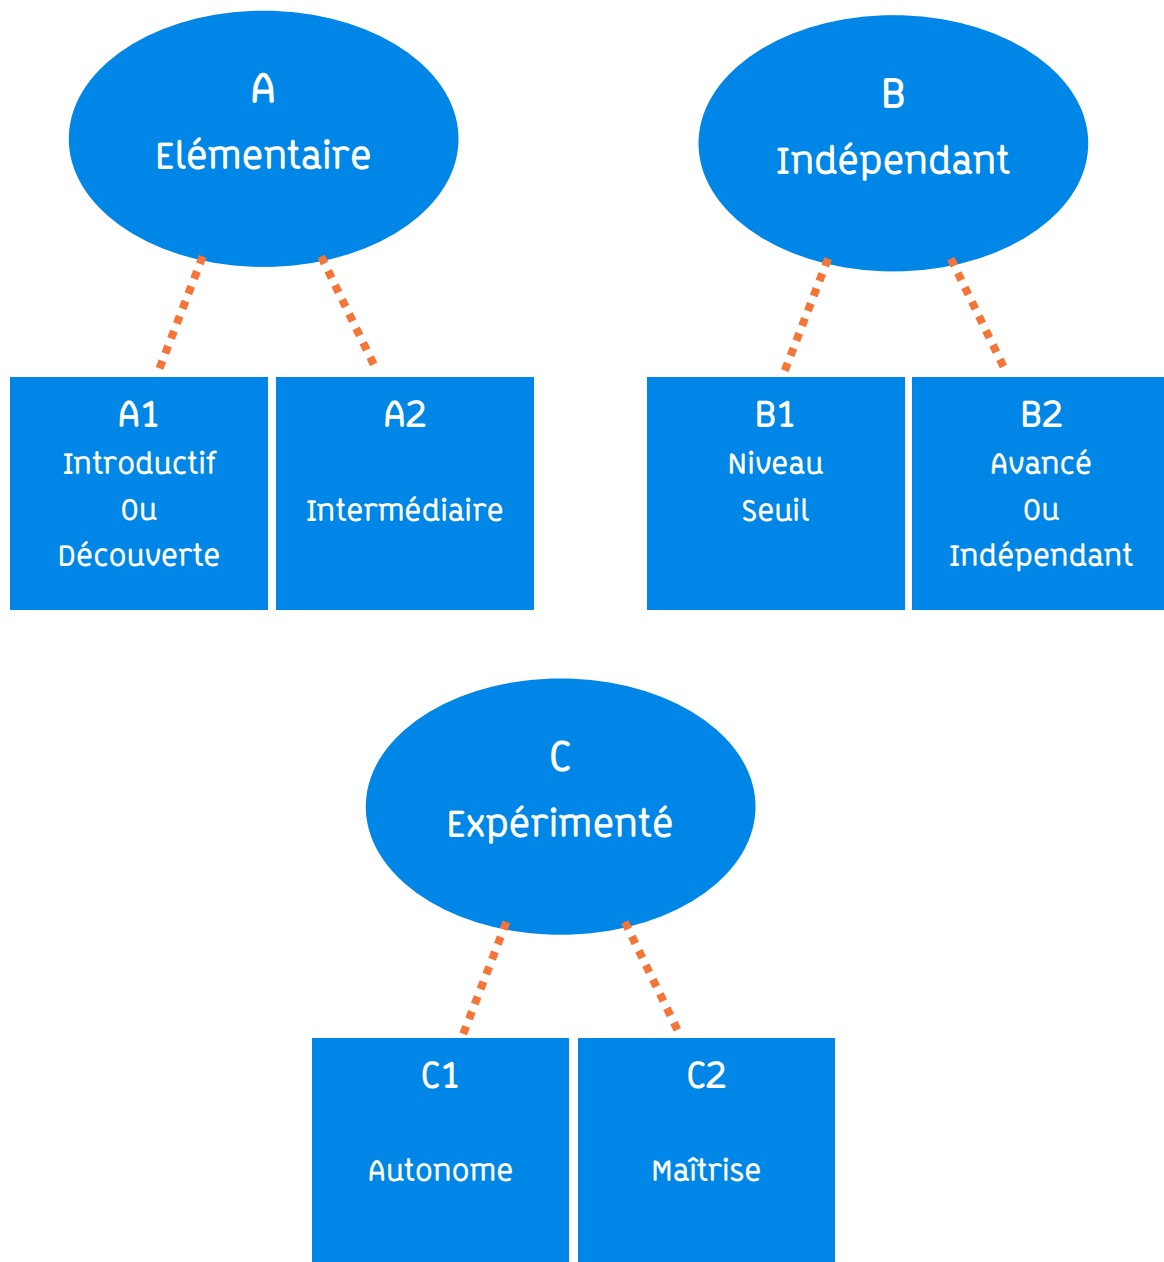 A
Elémentaire
B
Indépendant
A1
Introductif
Ou
Découverte
A2
Intermédiaire
B1
Niveau
Seuil
B2
Avancé
Ou
Indépendant
C
Expérimenté
C1
Autonome
C2
Maîtrise